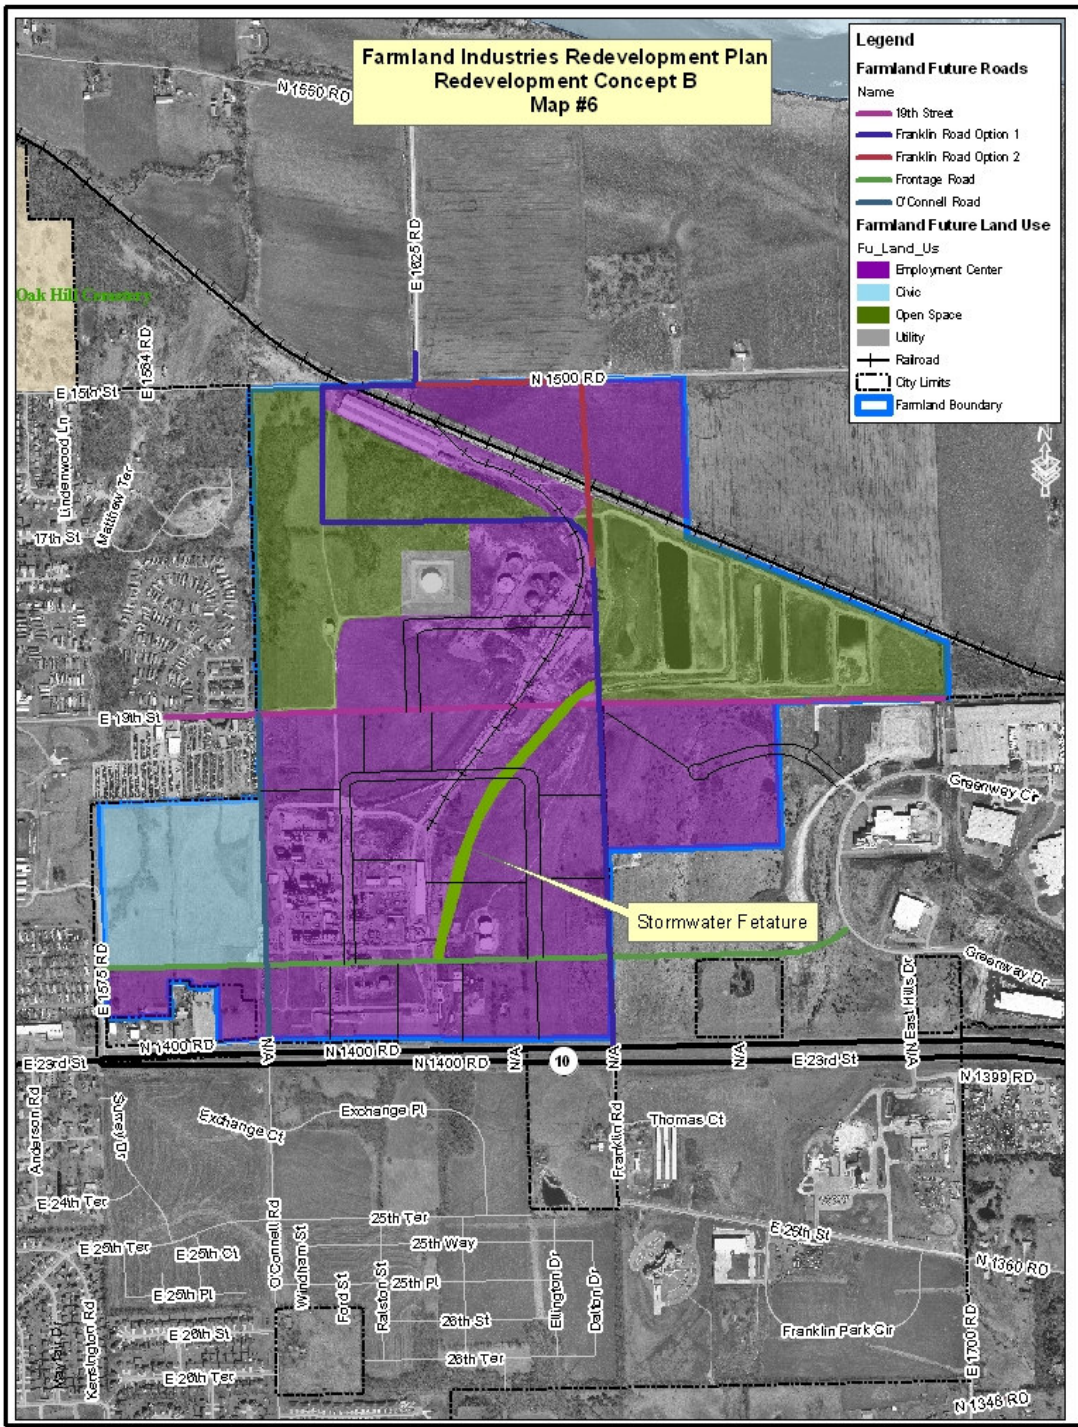 Farmland Industries Redevelopment Plan
Redevelopment Concept B
Map #6
Legend
Farmland Future Roads
Name
19th Street
Franklin Road Option 1
Franklin Road Option 2
Frontage Road
O'Connell Road
Farmland Future Land Use
Fu_Land_Us
Employment Center
Civic
Open Space
Utility
Railroad
City Limits
Farmland Boundary
N
N 1550 RD
E 1625 RD
Oak Hill Cemetery
E 1584 RD
E 15th St
N 1500 RD
Lindenwood Ln
Matthew Ter
17th St
E 19th St
Greenway Cir
Stormwater Fetature
E 1575 RD
Greenway Dr
East Hills Dr
N/A
N 1400 RD
N 1400 RD
N 1400 RD
N/A
N/A
N/A
N/A
10
E 23rd St
E 23rd St
N 1399 RD
Anderson Rd
Surrey Dr
Exchange Ct
Exchange Pl
Thomas Ct
Franklin Rd
E 24th Ter
O'Connell Rd
Windham St
25th Ter
E 25th St
E 25th Ter
E 25th Ct
25th Way
N 1360 RD
E 25th Pl
Ford St
Ralston St
25th Pl
Ellington Dr
Dalton Dr
Mayfair Dr
Kensington Rd
E 26th St
26th St
Franklin Park Cir
E 1700 RD
E 26th Ter
26th Ter
N 1348 RD